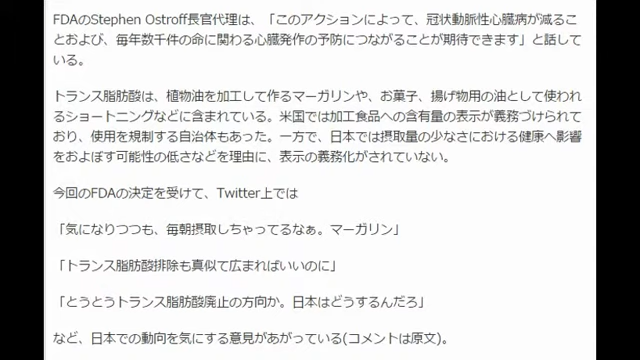 FDAのStephen Ostroff長官代理は、「このアクションによって、冠状動脈性心臓病が減るこ
とおよび、毎年数千件の命に関わる心臓発作の予防につながることが期待できます」と話して
いる。
トランス脂肪酸は、植物油を加工して作るマーガリンや、お菓子、揚げ物用の油として使われ
るショートニングなどに含まれている。米国では加工食品への含有量の表示が義務づけられて
おり、使用を規制する自治体もあった。一方で、日本では摂取量の少なさにおける健康へ影響
をおよぼす可能性の低さなどを理由に、表示の義務化がされていない。
今回のFDAの決定を受けて、Twitter上では
「気になりつつも、毎朝摂取しちゃってるなぁ。マーガリン」
「トランス脂肪酸排除も真似て広まればいいのに」
「とうとうトランス脂肪酸廃止の方向か。日本はどうするんだろ」
など、日本での動向を気にする意見があがっている(コメントは原文)。